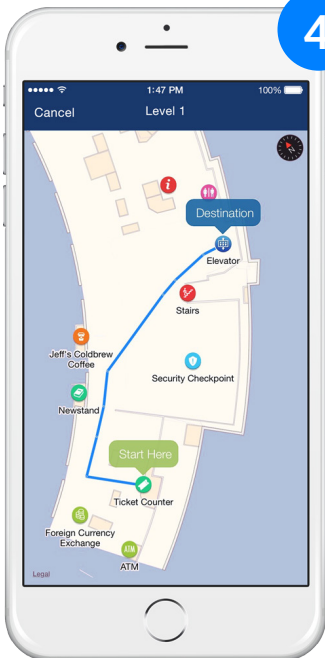 4
1:47 PM
100%
Cancel
Level 1
Destination
Elevator
Stairs
Jeff's Coldbrew
Coffee
Security Checkpoint
Newstand
Start Here
Ticket Counter
Foreign Currency
Exchange
ATM
ATM
Legal